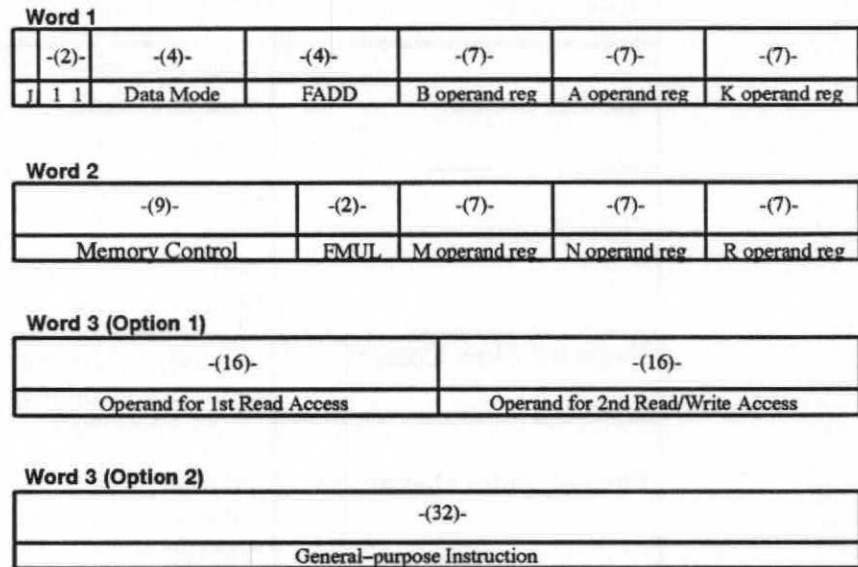 Word 1
-(2)- -(4)- -(4)- -(7)- -(7)- -(7)-
J 1 1 Data Mode FADD B operand reg A operand reg K operand reg
Word 2
-(9)- -(2)- -(7)- -(7)- -(7)-
Memory Control FMUL M operand reg N operand reg R operand reg
Word 3 (Option 1)
-(16)- -(16)-
Operand for 1st Read Access Operand for 2nd Read/Write Access
Word 3 (Option 2)
-(32)-
General-purpose Instruction